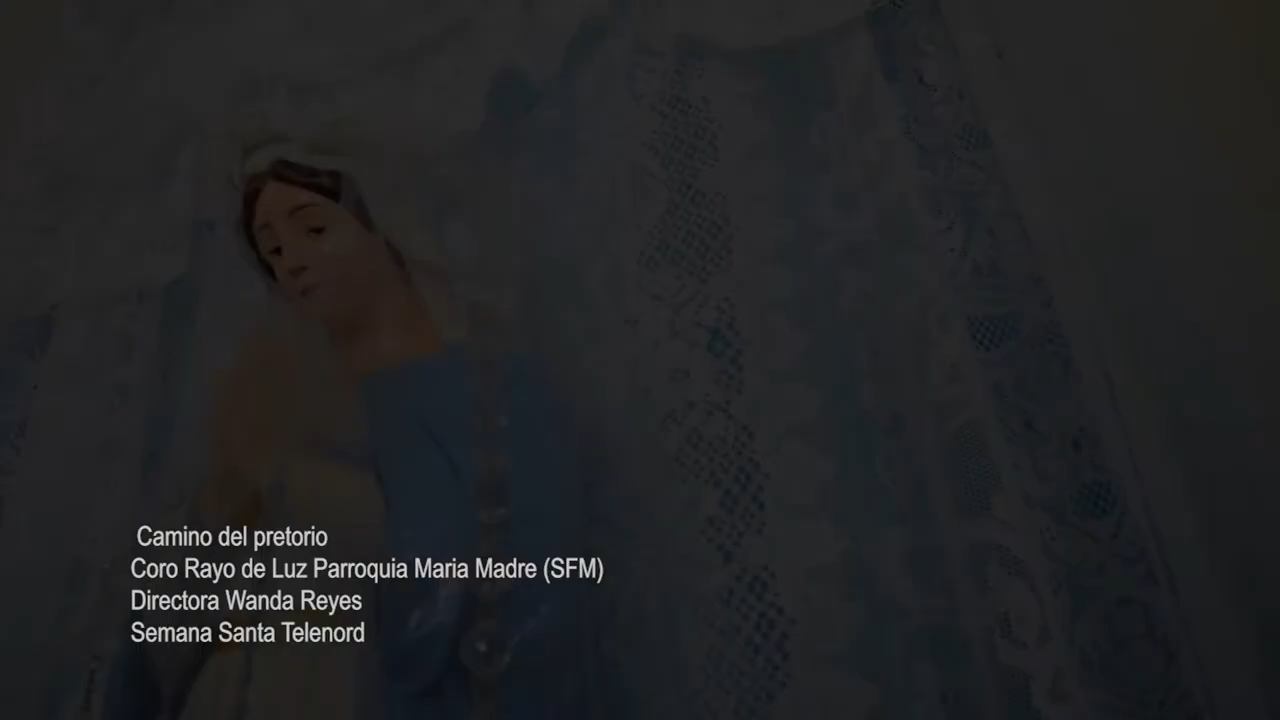 Camino del pretorio
Coro Rayo de Luz Parroquia Maria Madre (SFM)
Directora Wanda Reyes
Semana Santa Telenord